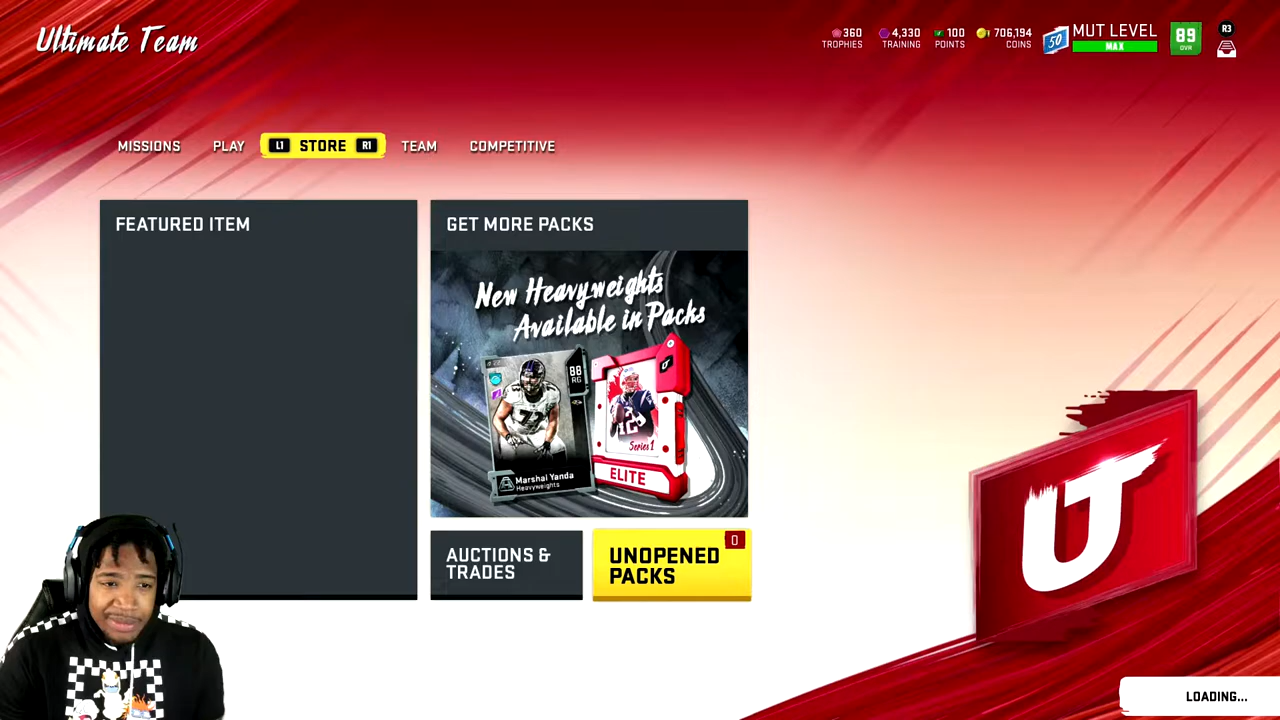 Ultimate Team
360
TROPHIES
4,330
TRAINING
100
POINTS
706,194
COINS
50
MUT LEVEL
MAX
89
OVR
R3
MISSIONS
PLAY
L1 STORE R1
TEAM
COMPETITIVE
FEATURED ITEM
GET MORE PACKS
New Heavyweights
Available in Packs
88
RG
Marshal Yanda
Heavyweights
UT
12
Series 1
ELITE
AUCTIONS &
TRADES
0
UNOPENED
PACKS
UT
LOADING...